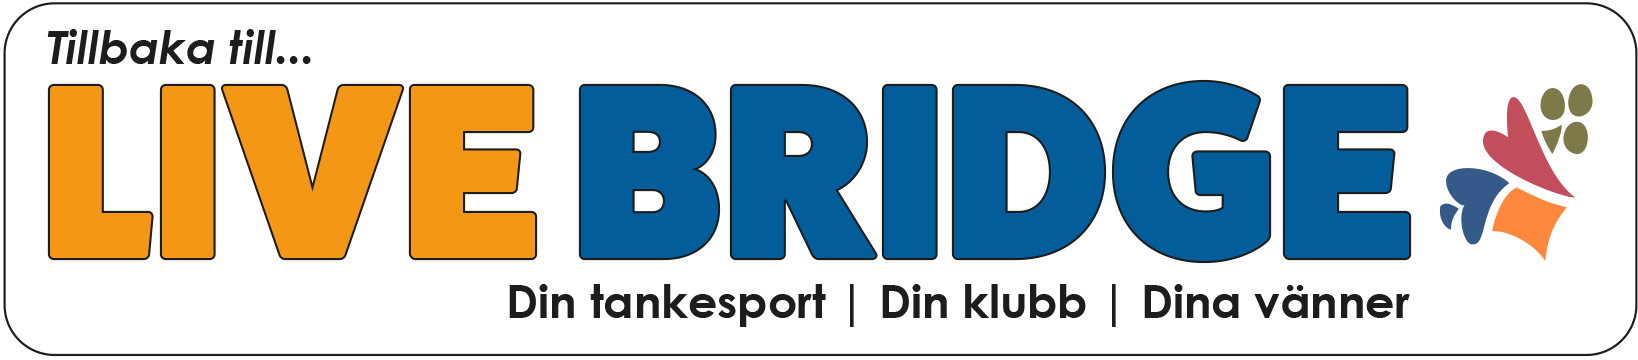 Tillbaka till...
LIVE BRIDGE
Din tankesport | Din klubb | Dina vänner